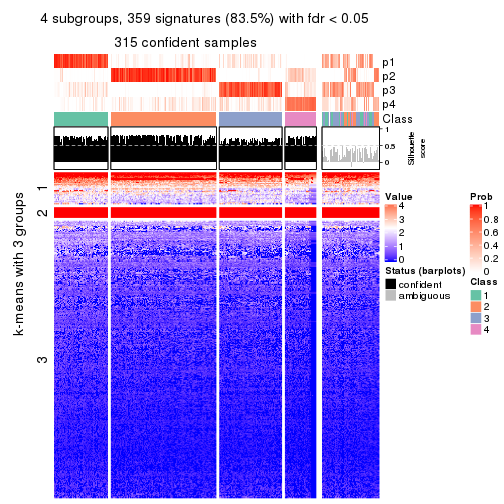 4 subgroups, 359 signatures (83.5%) with fdr < 0.05
315 confident samples
p1
p2
p3
p4
Class
1
0.5
0
Silhouette
score
k-means with 3 groups
1
2
3
Value
4
3
2
1
0
Status (barplots)
confident
ambiguous
Prob
1
0.8
0.6
0.4
0.2
0
Class
1
2
3
4